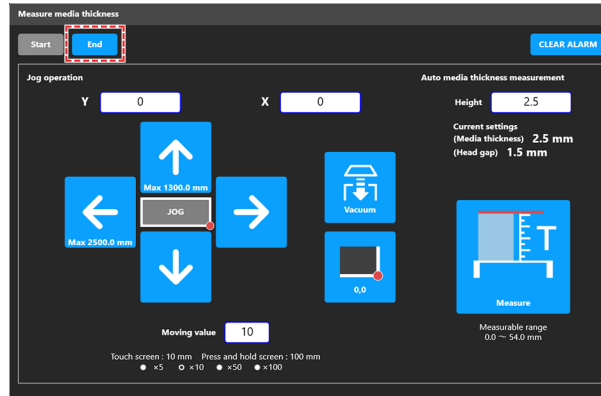 Measure media thickness
Start End CLEAR ALARM
Jog operation Auto media thickness measurement
Y 0 X 0 Height 2.5
Current settings
(Media thickness) 2.5 mm
(Head gap) 1.5 mm
Max 1300.0 mm
JOG
Vacuum
Max 2500.0 mm
0,0
T
Measure
Moving value 10
Measurable range
0.0 ~ 54.0 mm
Touch screen : 10 mm Press and hold screen : 100 mm
×5 ×10 ×50 ×100